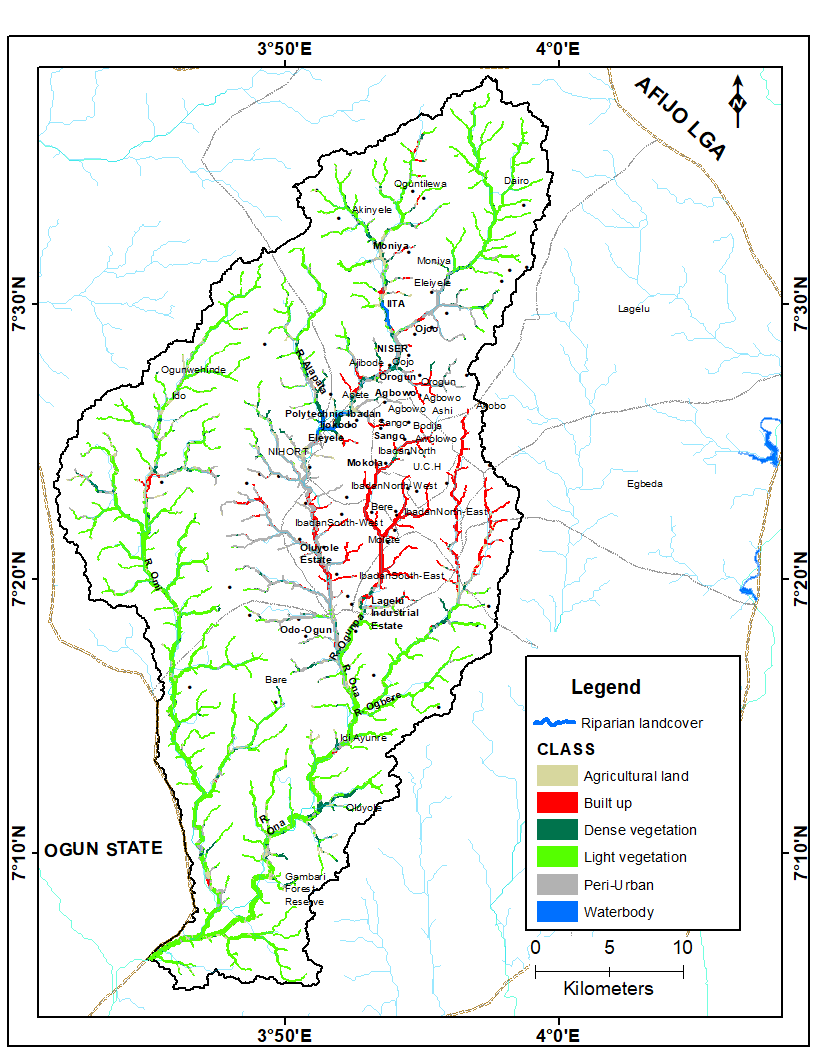 3°50'E
4°0'E
AFIJO LGA
N
Oguntilewa
Dairo
Akinyele
Moniya
Moniya
Eleiyele
7°30'N
7°30'N
IITA
Lagelu
Ojoo
NISER
R. Alapata
Ajibode
Ojoo
Ogunwehinde
Orogun
Orogun
Ido
Apete
Agbowo
Agbowo
Polytechnic Ibadan
Agbowo
Ashi
Akobo
Ijokodo
Sango
Bodija
Eleyele
Sango
Awolowo
NIHORT
IbadanNorth
Mokola
U.C.H
IbadanNorth-West
Egbeda
Bere
IbadanNorth-East
IbadanSouth-West
Molete
Oluyole
Estate
R. Omi
IbadanSouth-East
7°20'N
7°20'N
Lagelu
Industrial
Estate
Odo-Ogun
R. Ogunpa
Bare
R. Ona
R. Ogbere
Idi Ayunre
Oluyole
R.
Ona
OGUN STATE
Gambari
Forest
Reserve
7°10'N
7°10'N
Legend
Riparian landcover
CLASS
Agricultural land
Built up
Dense vegetation
Light vegetation
Peri-Urban
Waterbody
0 5 10
Kilometers
3°50'E
4°0'E